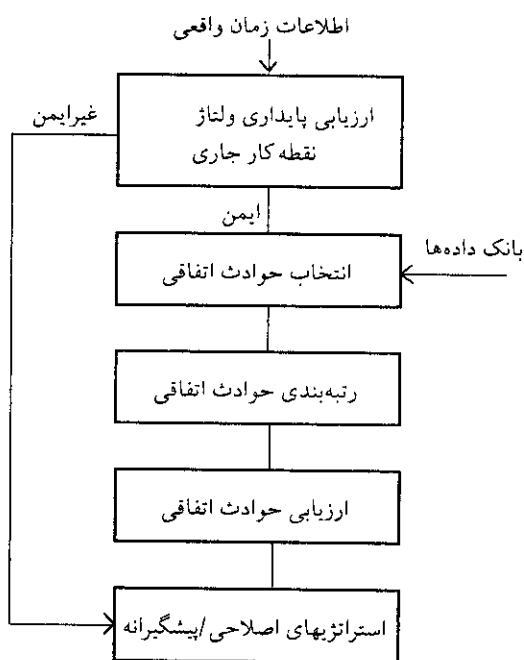 اطلاعات زمان واقعی
ارزیابی پایداری ولتاژ
نقطه کار جاری
غیرایمن
ایمن
انتخاب حوادث اتفاقی
بانک داده‌ها
رتبه‌بندی حوادث اتفاقی
ارزیابی حوادث اتفاقی
استراتژیهای اصلاحی/پیشگیرانه